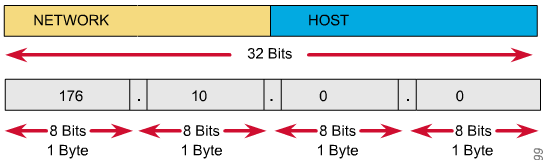 NETWORK HOST
32 Bits
176 . 10 . 0 . 0
8 Bits 8 Bits 8 Bits 8 Bits
1 Byte 1 Byte 1 Byte 1 Byte
99